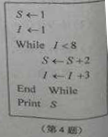 S ← 1
I ← 1
While I < 8
S ← S + 2
I ← I + 3
End While
Print S
(第 4 题)